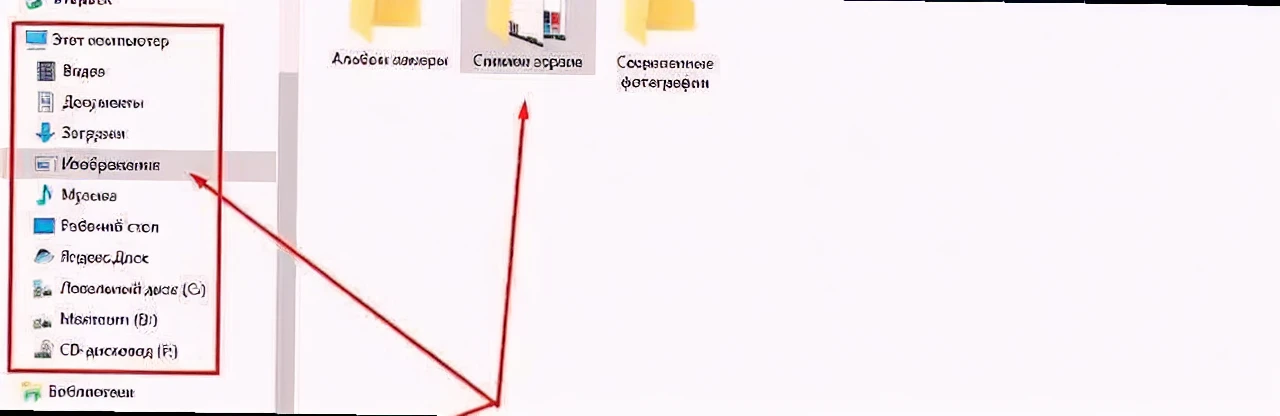 Этот компьютер
Видео
Документы
Загрузки
Изображения
Музыка
Рабочий стол
Яндекс.Диск
Локальный диск (C:)
Maxtroum (D:)
CD-дисковод (F:)
Библиотеки
Альбом камеры
Снимки экрана
Сохраненные
фотографии